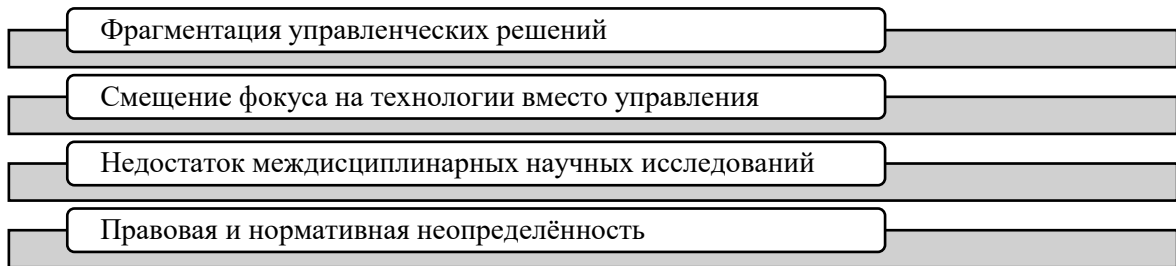 Фрагментация управленческих решений
Смещение фокуса на технологии вместо управления
Недостаток междисциплинарных научных исследований
Правовая и нормативная неопределённость